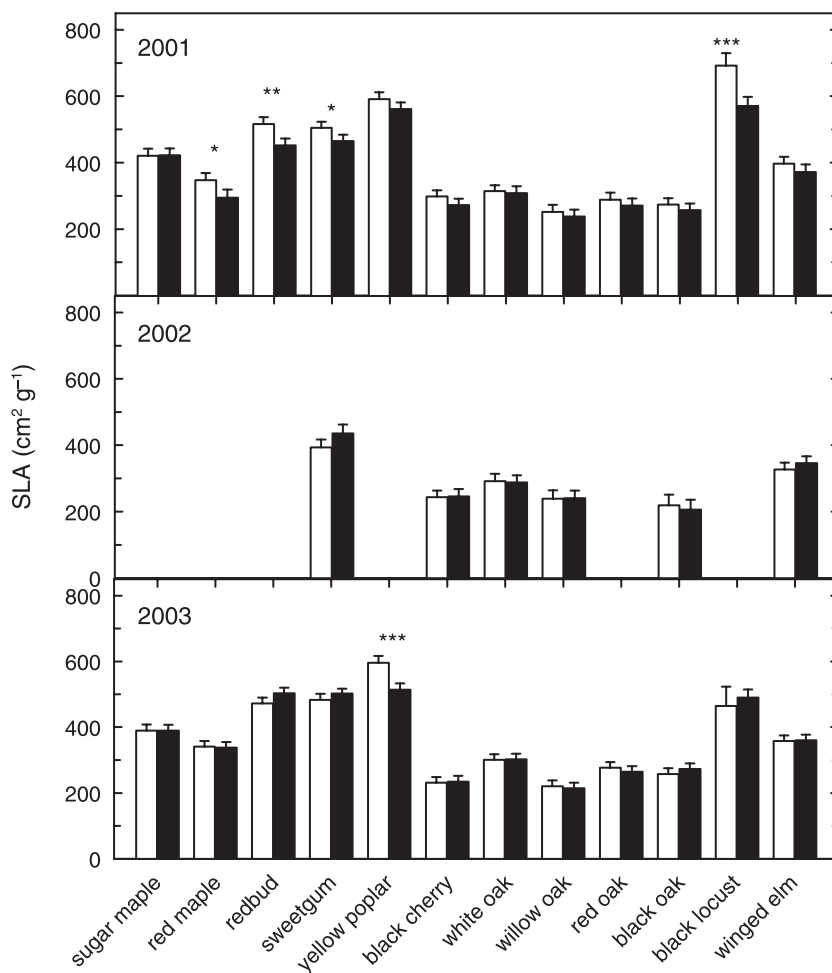 800
2001
***
**
600
*
*
400
200
800
2002
600
400
200
0
SLA (cm² g⁻¹)
800
2003
***
600
400
200
0
sugar maple
red maple
redbud
sweetgum
yellow poplar
black cherry
white oak
willow oak
red oak
black oak
black locust
winged elm